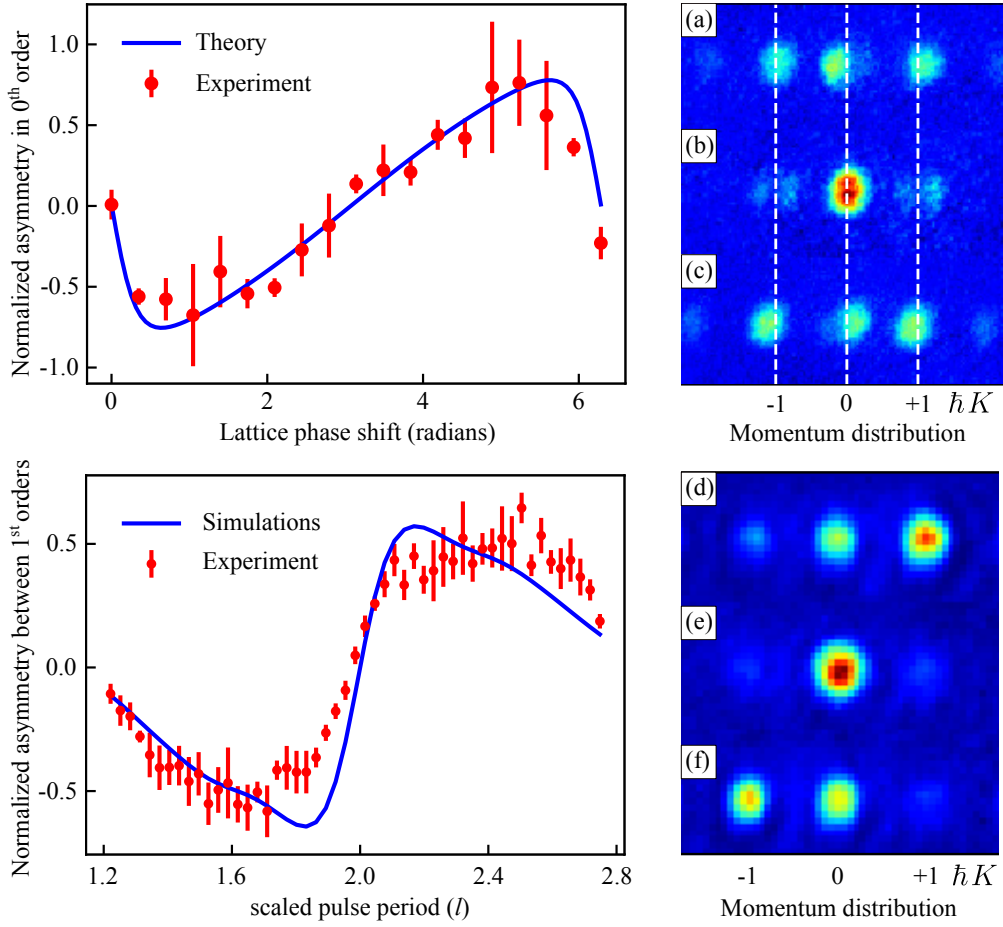 Normalized asymmetry in 0th order
1.0
0.5
0.0
-0.5
-1.0
Theory
Experiment
0 2 4 6
Lattice phase shift (radians)
(a)
(b)
(c)
-1 0 +1 ℏK
Momentum distribution
Normalized asymmetry between 1st orders
0.5
0.0
-0.5
Simulations
Experiment
1.2 1.6 2.0 2.4 2.8
scaled pulse period (l)
(d)
(e)
(f)
-1 0 +1 ℏK
Momentum distribution